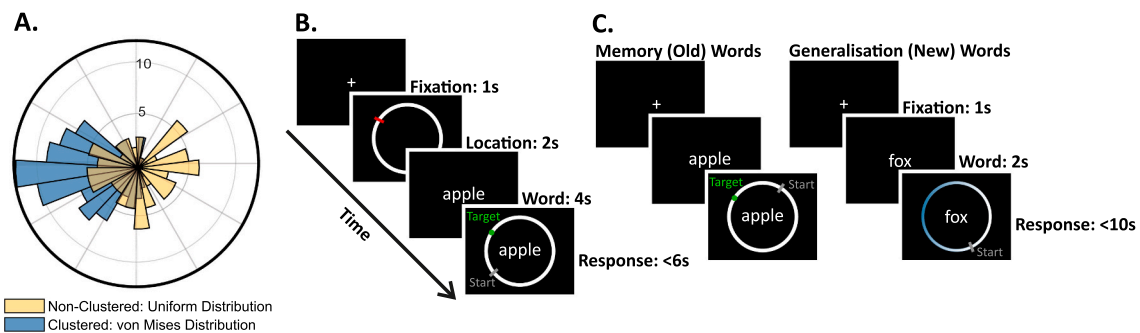 A.
10
5
Non-Clustered: Uniform Distribution
Clustered: von Mises Distribution
B.
+
Fixation: 1s
Location: 2s
apple
Word: 4s
Target
apple
Start
Response: <6s
Time
C.
Memory (Old) Words
+
apple
Target
Start
apple
Generalisation (New) Words
+
Fixation: 1s
fox
Word: 2s
fox
Start
Response: <10s